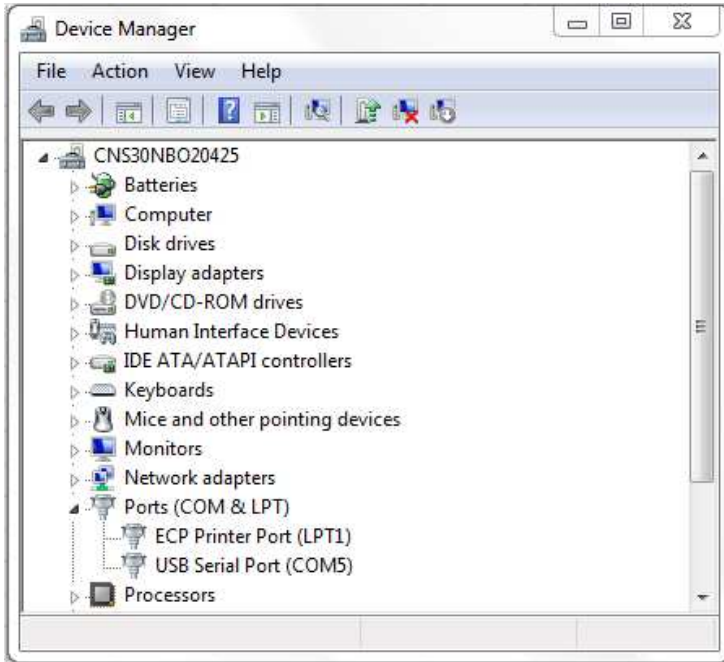 Device Manager
File Action View Help
CNS30NBO20425
Batteries
Computer
Disk drives
Display adapters
DVD/CD-ROM drives
Human Interface Devices
IDE ATA/ATAPI controllers
Keyboards
Mice and other pointing devices
Monitors
Network adapters
Ports (COM & LPT)
ECP Printer Port (LPT1)
USB Serial Port (COM5)
Processors